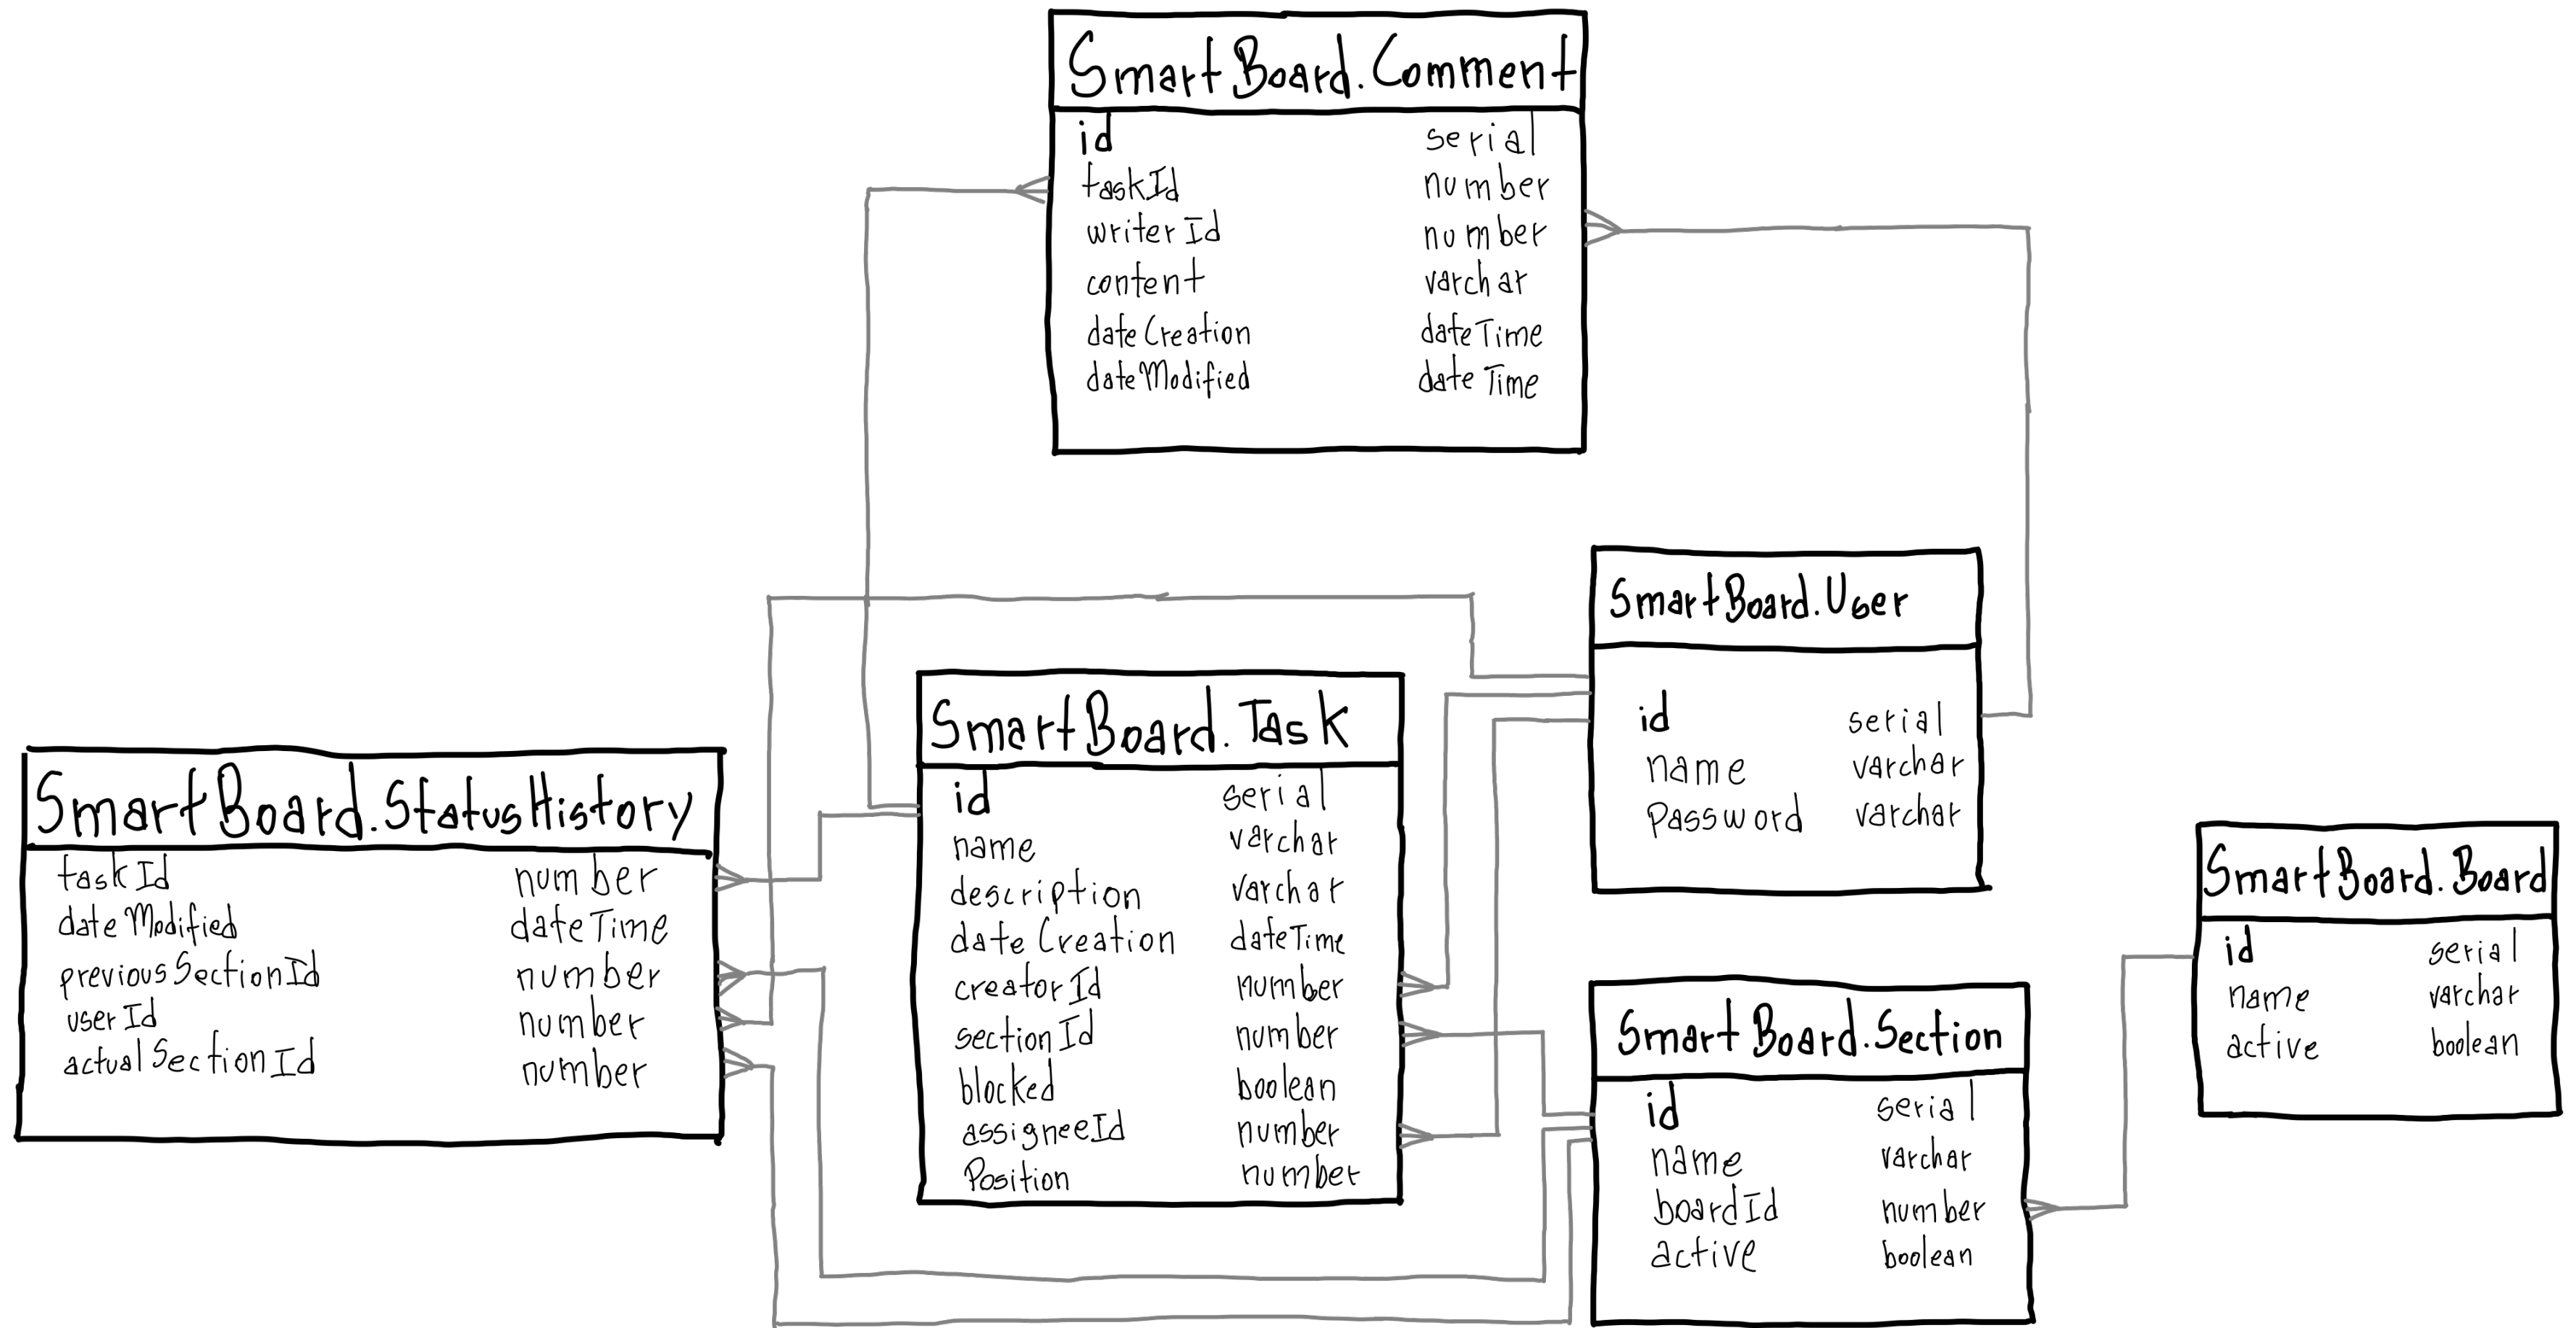 SmartBoard.Comment
id serial
taskId number
writerId number
content varchar
dateCreation dateTime
dateModified dateTime
SmartBoard.User
id serial
name varchar
Password varchar
SmartBoard.Task
id serial
name varchar
description varchar
dateCreation dateTime
creatorId number
sectionId number
blocked boolean
assigneeId number
Position number
SmartBoard.StatusHistory
taskId number
dateModified dateTime
previousSectionId number
userId number
actualSectionId number
SmartBoard.Section
id serial
name varchar
boardId number
active boolean
SmartBoard.Board
id serial
name varchar
active boolean